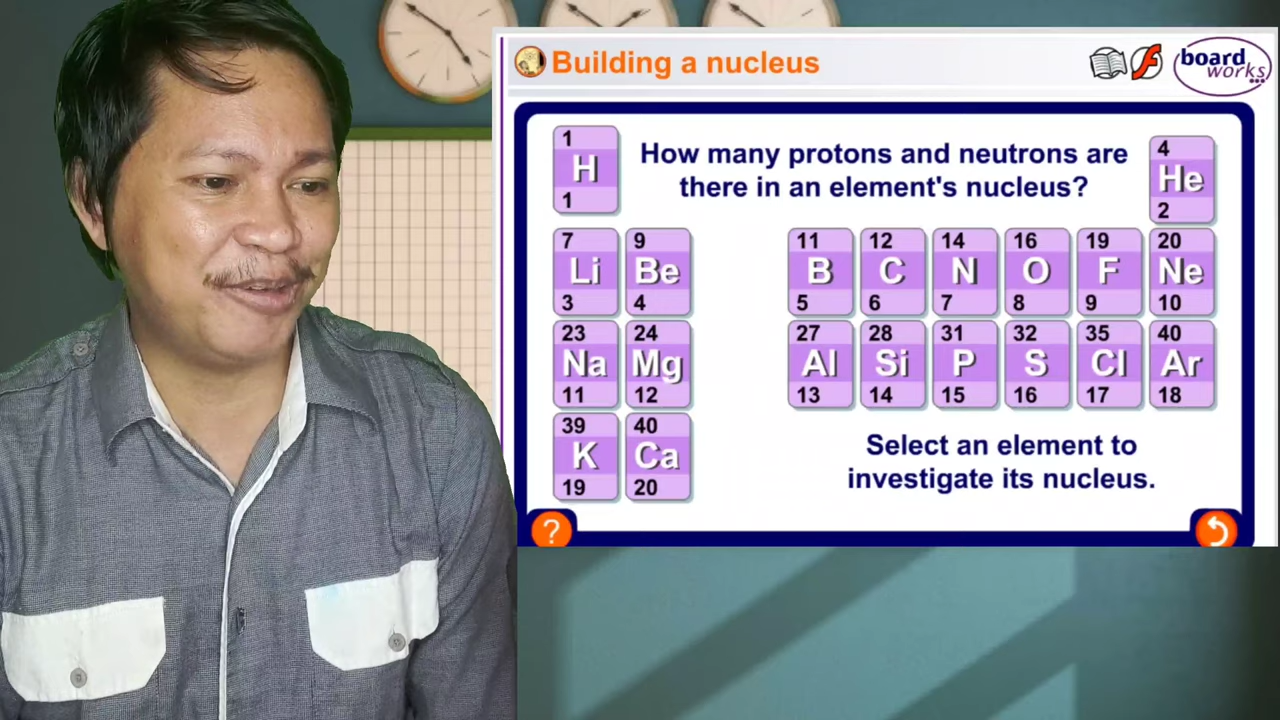 Building a nucleus
board
works
How many protons and neutrons are
there in an element's nucleus?
1
H
1
4
He
2
7
Li
3
9
Be
4
11
B
5
12
C
6
14
N
7
16
O
8
19
F
9
20
Ne
10
23
Na
11
24
Mg
12
27
Al
13
28
Si
14
31
P
15
32
S
16
35
Cl
17
40
Ar
18
39
K
19
40
Ca
20
Select an element to
investigate its nucleus.
?